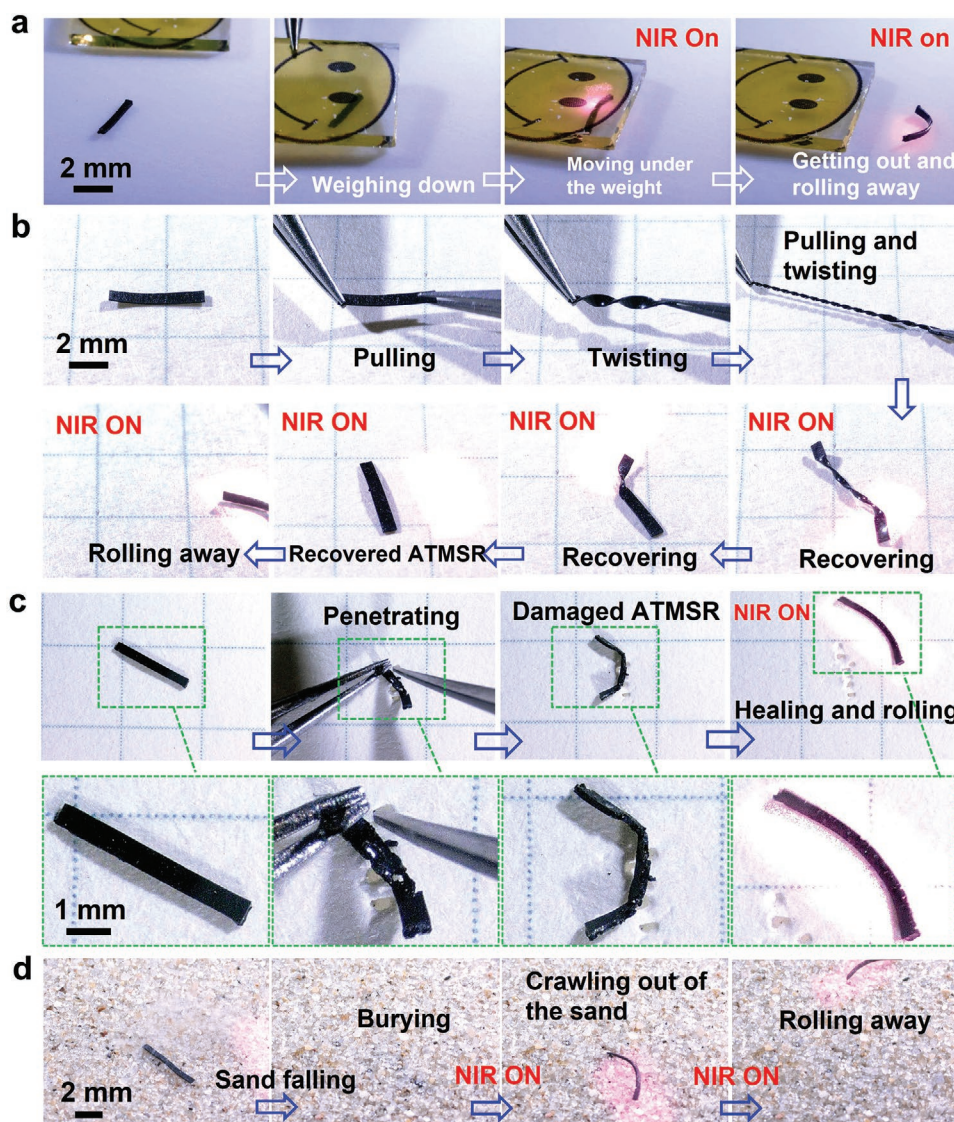 a
NIR On
NIR on
2 mm
Weighing down
Moving under
the weight
Getting out and
rolling away
b
Pulling and
twisting
2 mm
Pulling
Twisting
NIR ON
NIR ON
NIR ON
Rolling away
Recovered ATMSR
Recovering
Recovering
c
Penetrating
Damaged ATMSR
NIR ON
Healing and rolling
1 mm
d
Crawling out of
the sand
Burying
Rolling away
Sand falling
NIR ON
NIR ON
2 mm